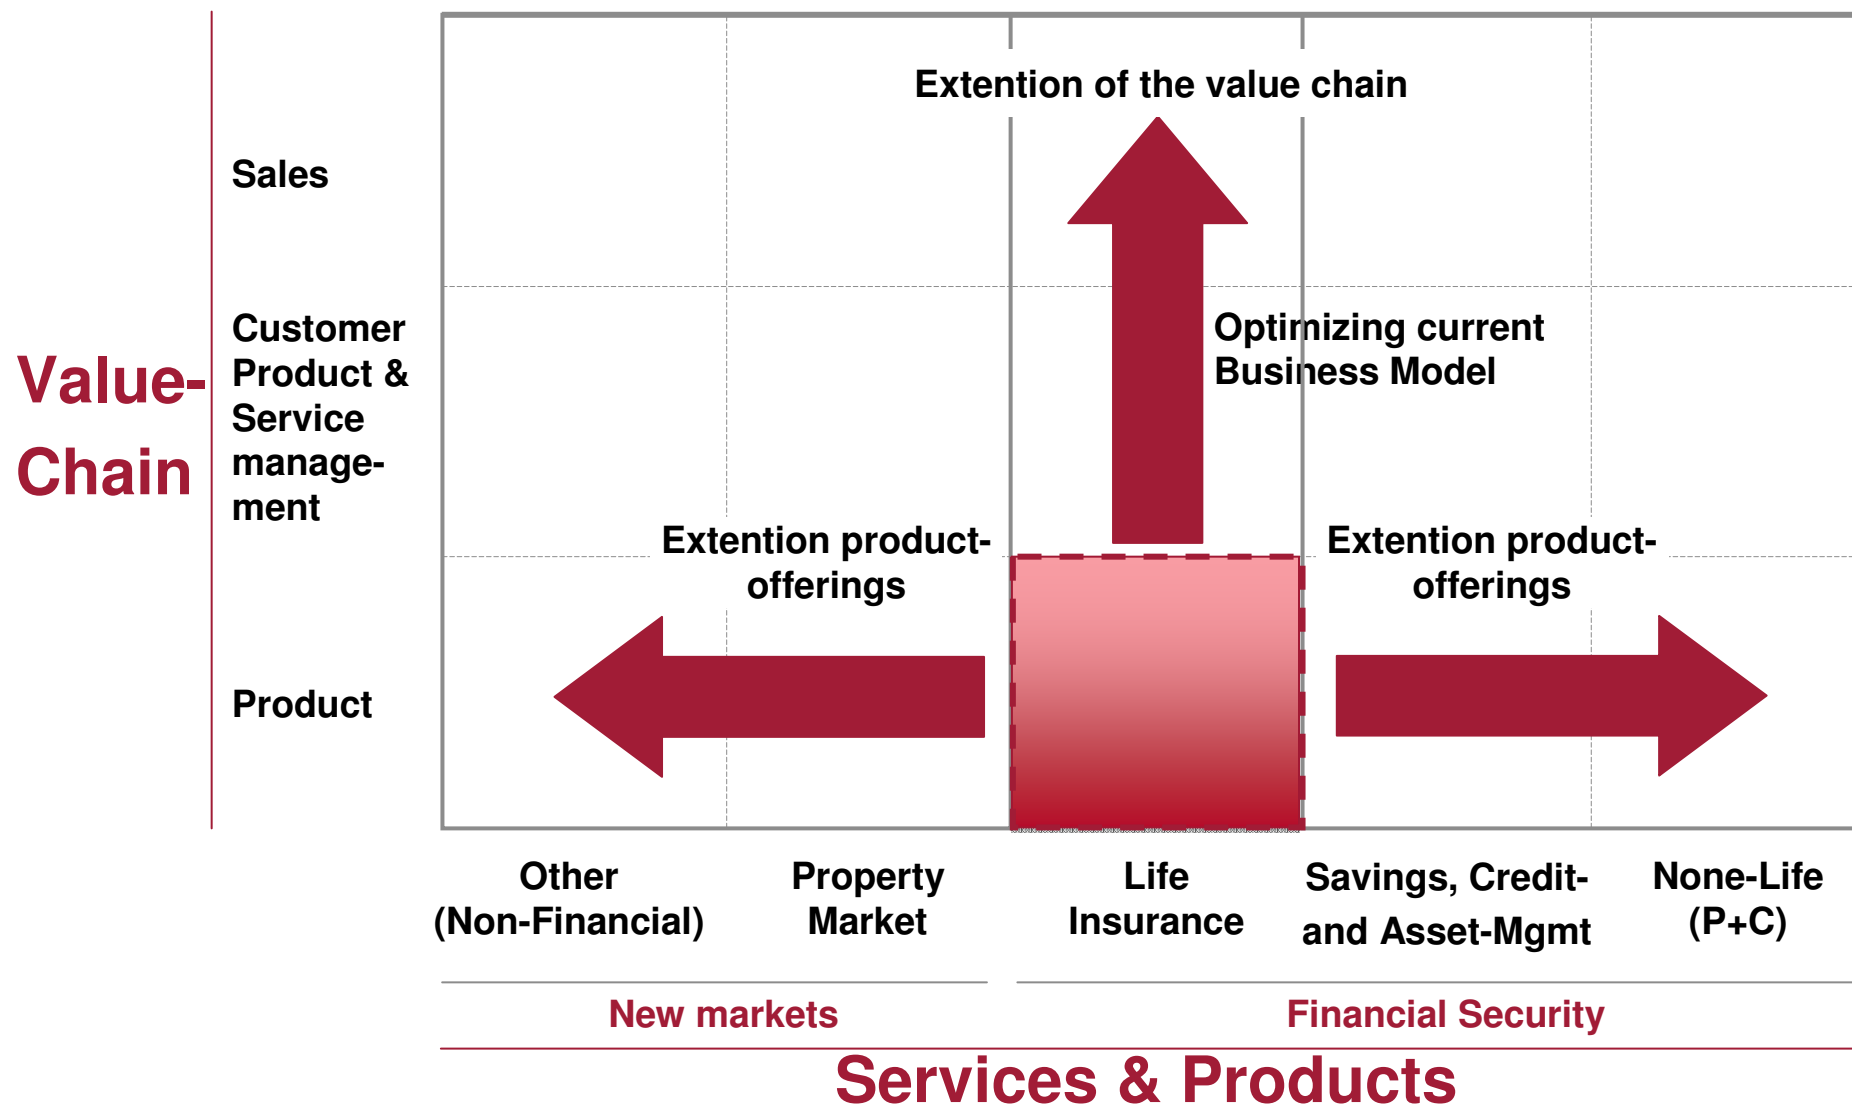 Extention of the value chain
Sales
Customer
Product &
Service
manage-
ment
Value-
Chain
Optimizing current
Business Model
Extention product-
offerings
Extention product-
offerings
Product
Other
(Non-Financial)
Property
Market
Life
Insurance
Savings, Credit-
and Asset-Mgmt
None-Life
(P+C)
New markets
Financial Security
Services & Products